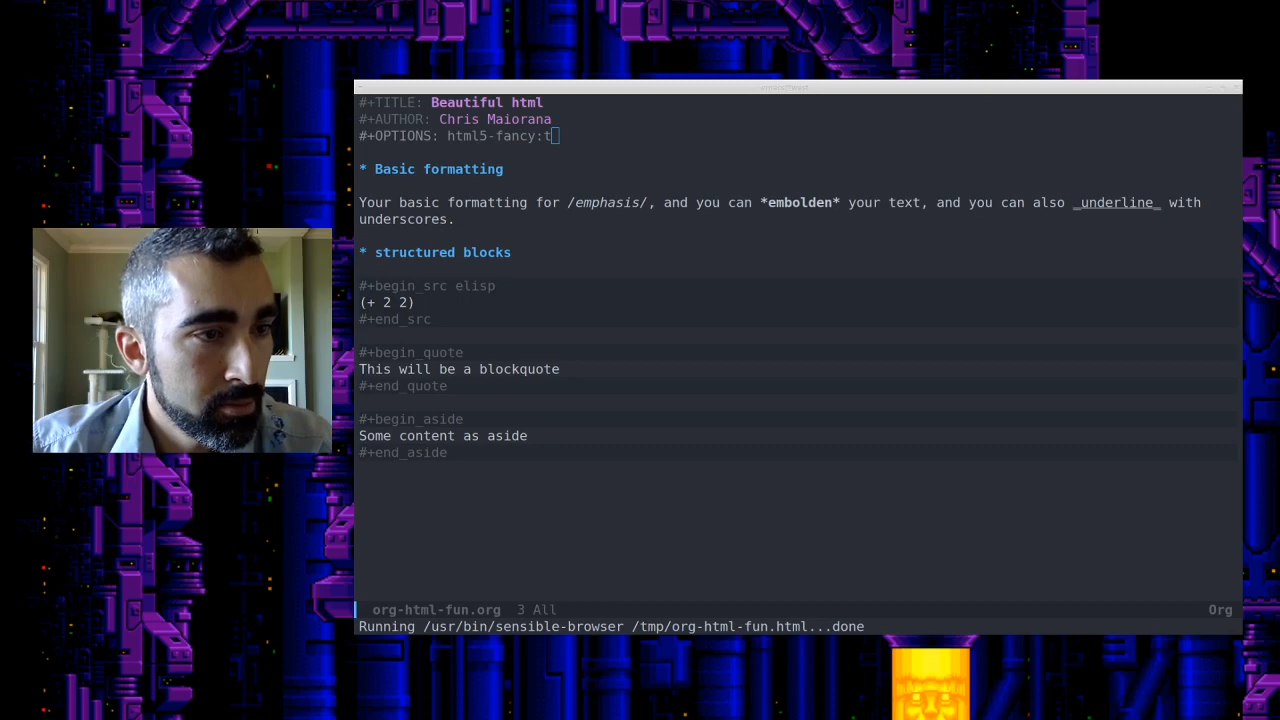 #+TITLE: Beautiful html
#+AUTHOR: Chris Maiorana
#+OPTIONS: html5-fancy:t
* Basic formatting
Your basic formatting for /emphasis/, and you can *embolden* your text, and you can also _underline_ with
underscores.
* structured blocks
#+begin_src elisp
(+ 2 2)
#+end_src
#+begin_quote
This will be a blockquote
#+end_quote
#+begin_aside
Some content as aside
#+end_aside
org-html-fun.org 3 All Org
Running /usr/bin/sensible-browser /tmp/org-html-fun.html...done